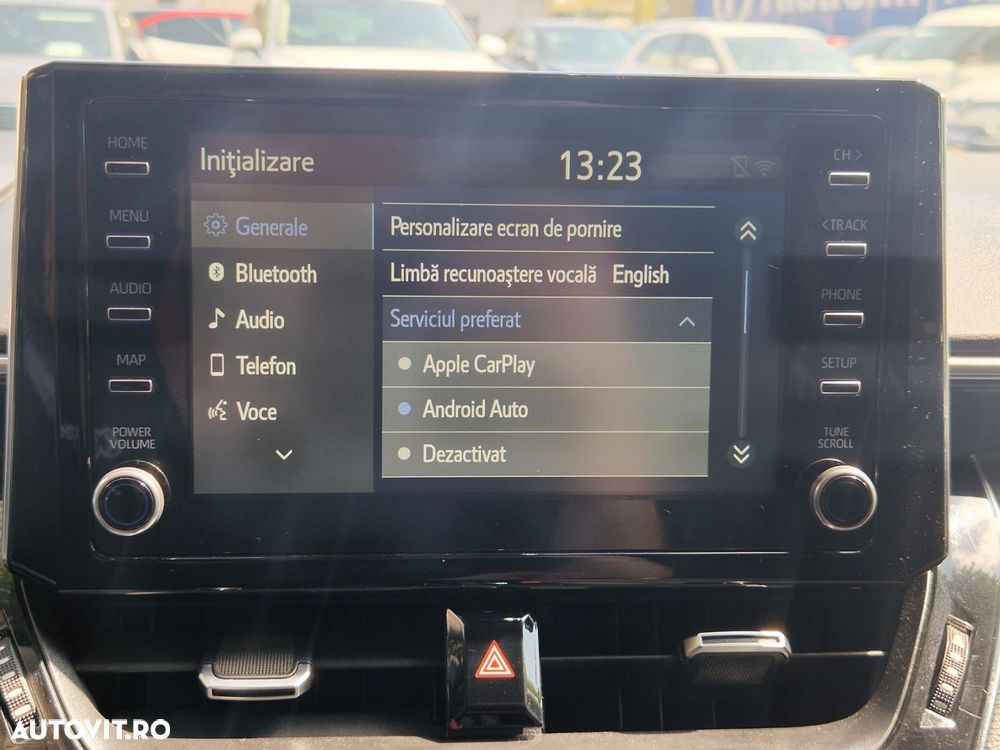 HOME
MENU
AUDIO
MAP
POWER
VOLUME
Iniţializare
13:23
Generale
Bluetooth
Audio
Telefon
Voce
Personalizare ecran de pornire
Limbă recunoaştere vocală English
Serviciul preferat
Apple CarPlay
Android Auto
Dezactivat
CH >
< TRACK
PHONE
SETUP
TUNE
SCROLL
AUTOVIT.RO